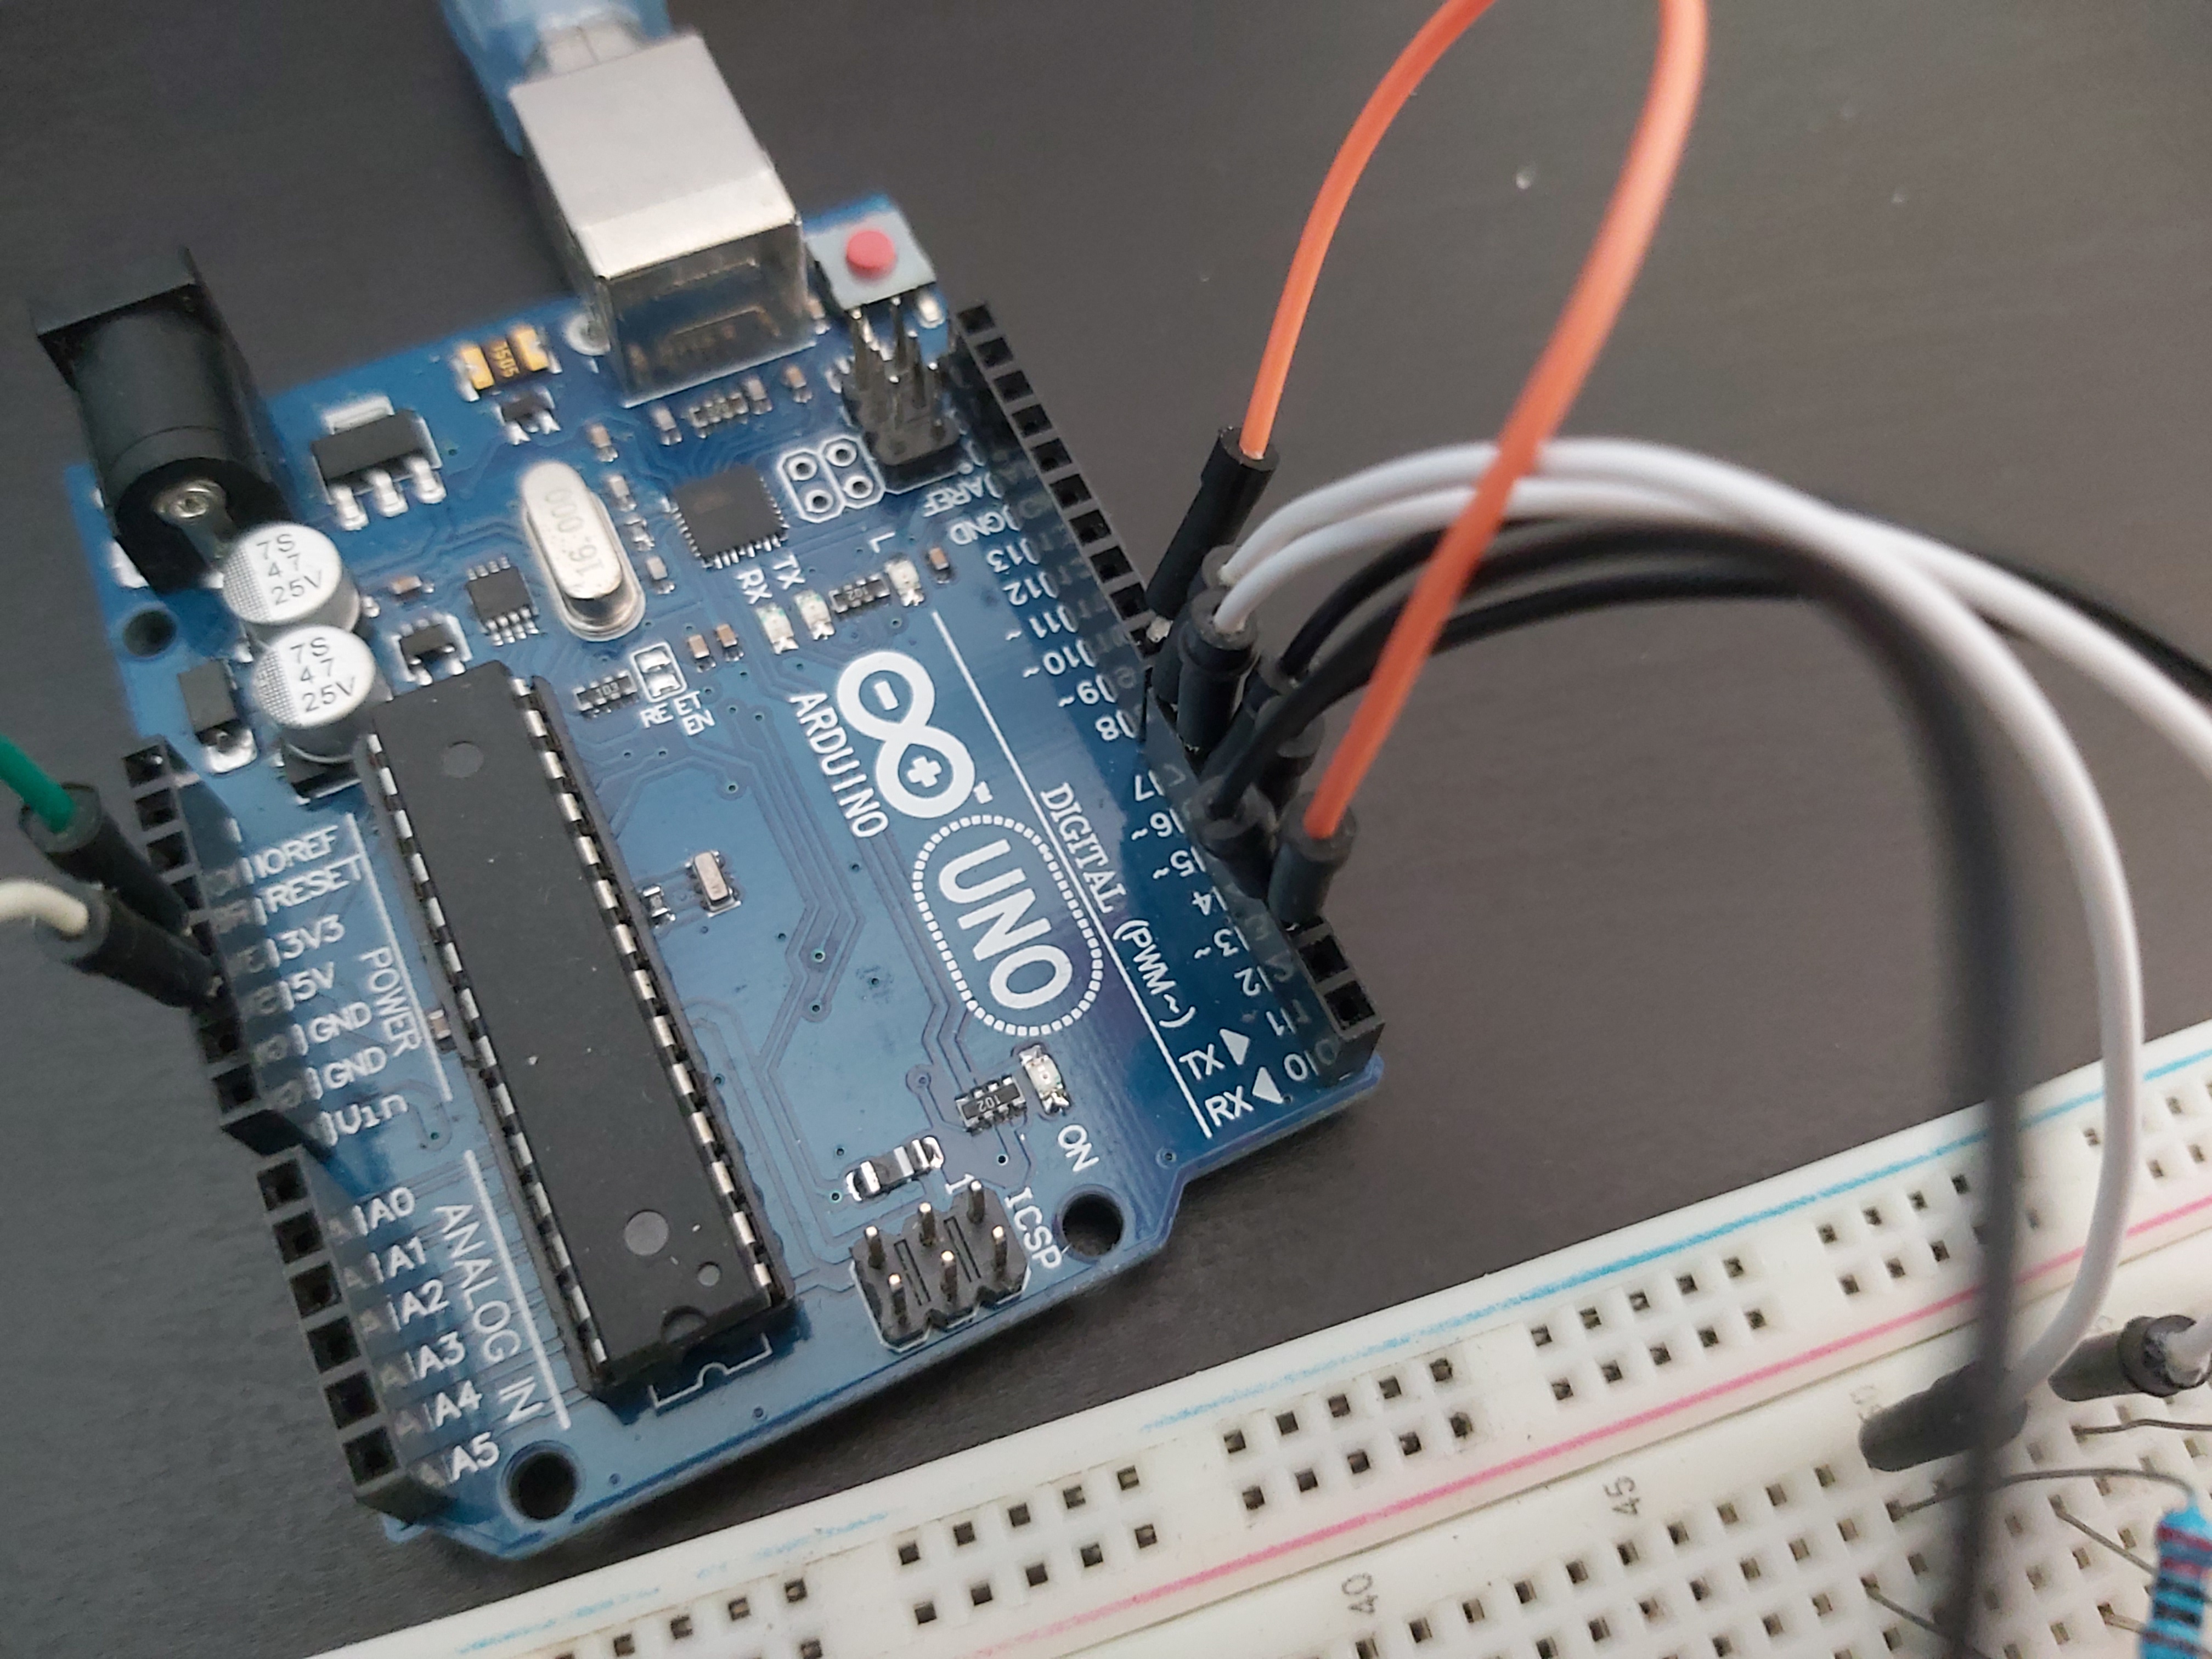 IOREF
RESET
3V3
5V
GND
GND
Vin
POWER
A0
A1
A2
A3
A4
A5
ANALOG IN
7S
47
25V
7S
47
25V
16.000
RX
TX
L
ARDUINO
UNO
ICSP
ON
102
DIGITAL (PWM~)
AREF
GND
13
12
11~
10~
9~
8
7
6~
5~
4
3~
2
TX 1
RX 0
40
45
50